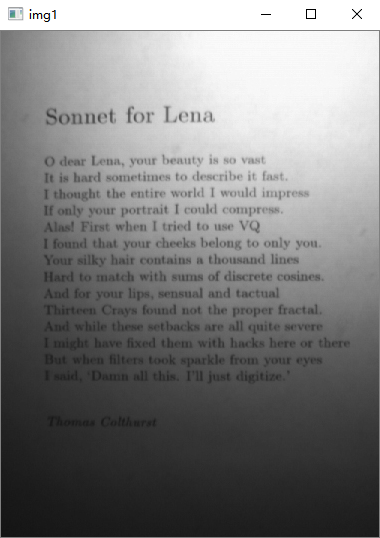 img1
Sonnet for Lena
O dear Lena, your beauty is so vast
It is hard sometimes to describe it fast.
I thought the entire world I would impress
If only your portrait I could compress.
Alas! First when I tried to use VQ
I found that your cheeks belong to only you.
Your silky hair contains a thousand lines
Hard to match with sums of discrete cosines.
And for your lips, sensual and tactual
Thirteen Crays found not the proper fractal.
And while these setbacks are all quite severe
I might have fixed them with hacks here or there
But when filters took sparkle from your eyes
I said, ‘Damn all this. I'll just digitize.’
Thomas Colthurst